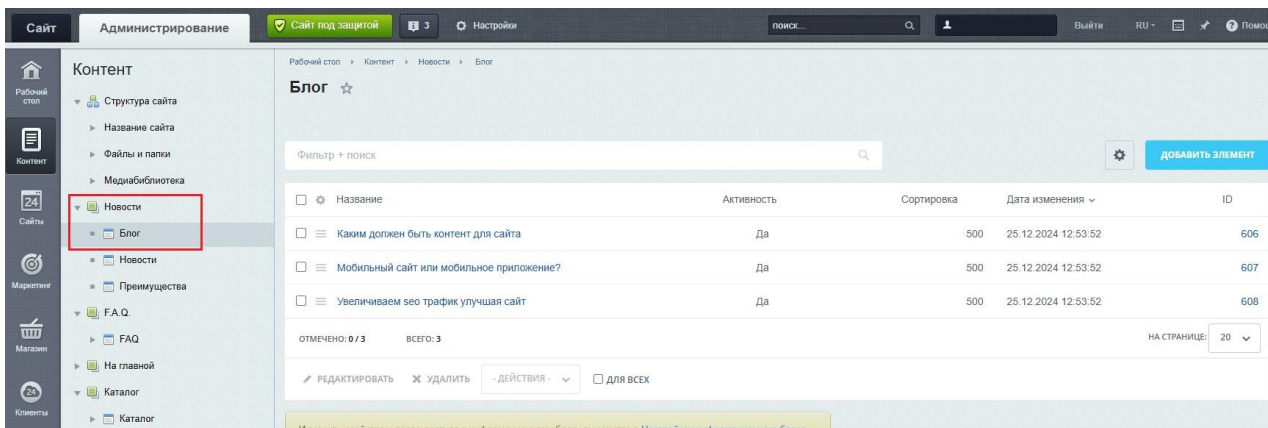 Сайт
Администрирование
Сайт под защитой
3
Настройки
поиск...
Выйти
RU
Рабочий стол
Контент
Сайты
Маркетинг
Магазин
Клиенты
Контент
Структура сайта
Название сайта
Файлы и папки
Медиабиблиотека
Новости
Блог
Новости
Преимущества
F.A.Q.
FAQ
На главной
Каталог
Каталог
Рабочий стол Контент Новости Блог
Блог
Фильтр + поиск
ДОБАВИТЬ ЭЛЕМЕНТ
Название Активность Сортировка Дата изменения ID
Каким должен быть контент для сайта Да 500 25.12.2024 12:53:52 606
Мобильный сайт или мобильное приложение? Да 500 25.12.2024 12:53:52 607
Увеличиваем seo трафик улучшая сайт Да 500 25.12.2024 12:53:52 608
ОТМЕЧЕНО: 0 / 3 ВСЕГО: 3 НА СТРАНИЦЕ: 20
РЕДАКТИРОВАТЬ УДАЛИТЬ - ДЕЙСТВИЯ - ДЛЯ ВСЕХ